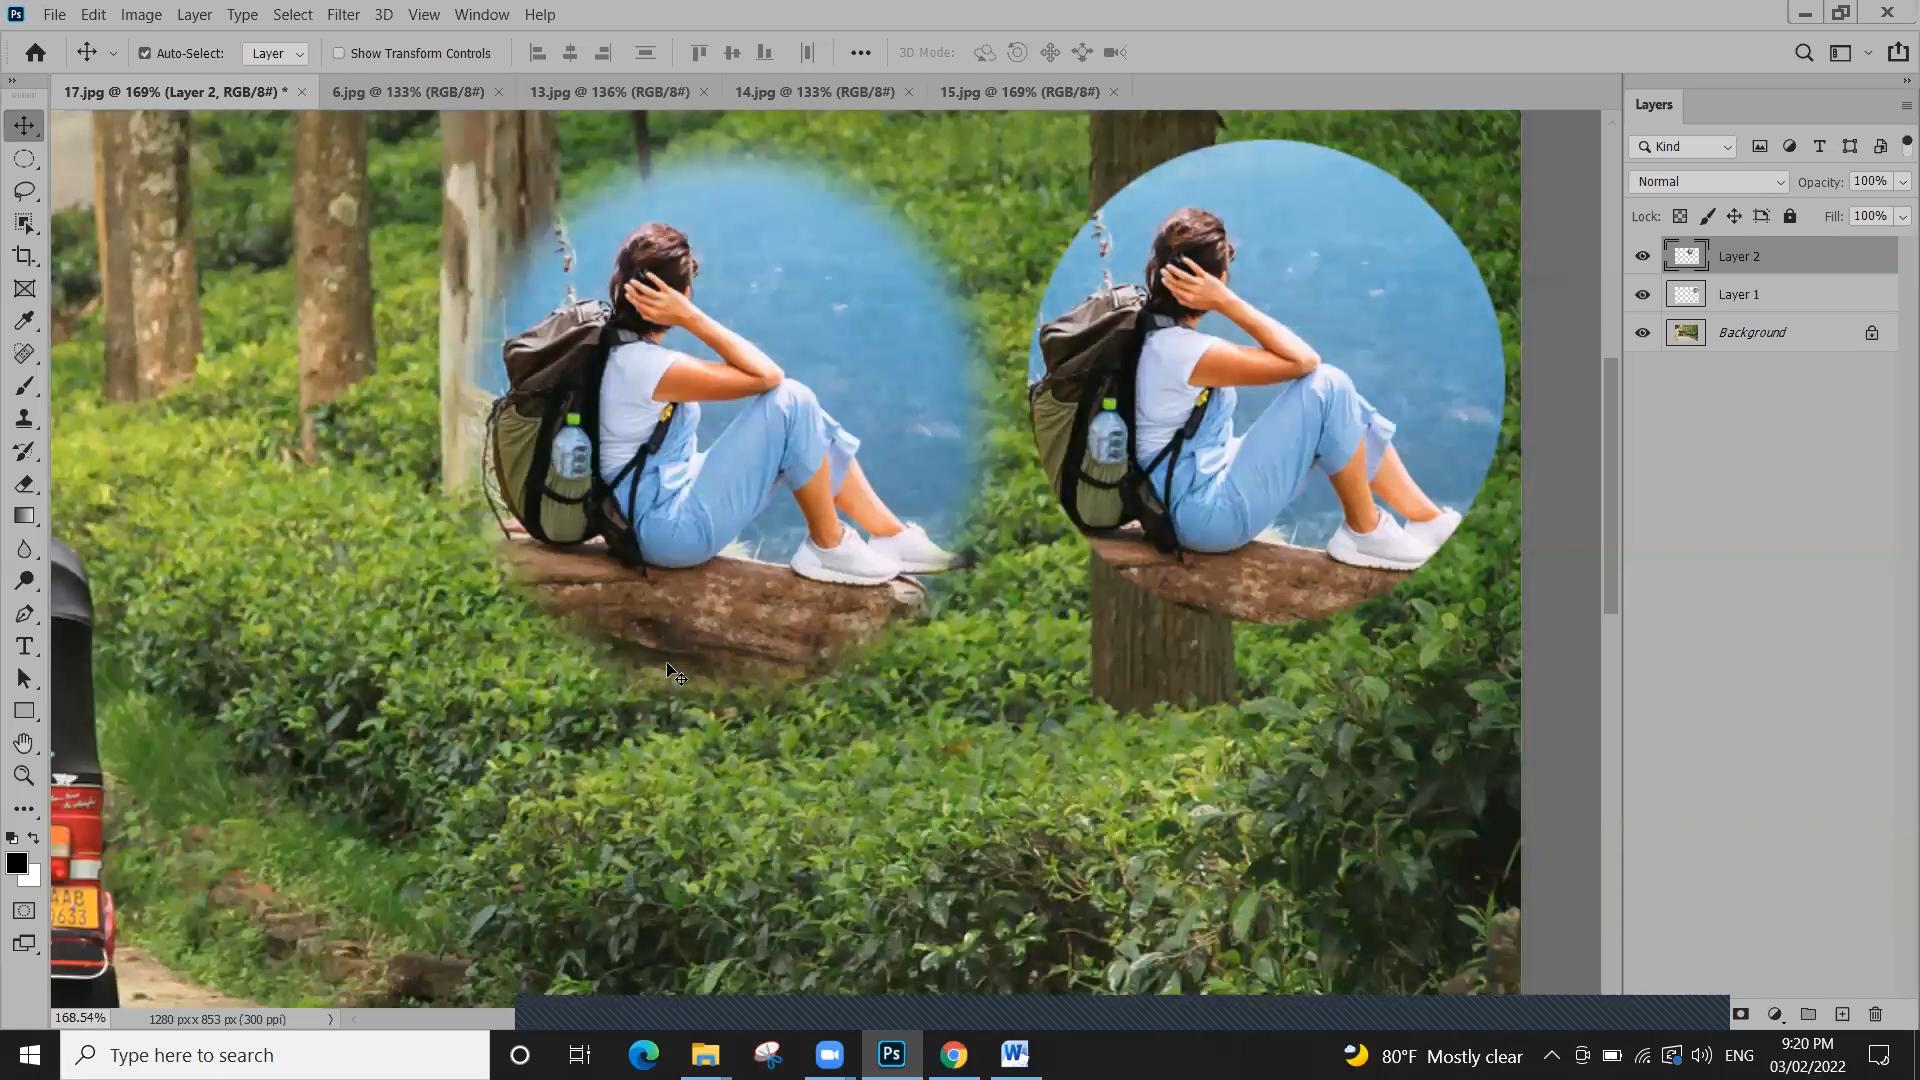 Ps File Edit Image Layer Type Select Filter 3D View Window Help
Auto-Select: Layer Show Transform Controls 3D Mode:
17.jpg @ 169% (Layer 2, RGB/8#) * 6.jpg @ 133% (RGB/8#) 13.jpg @ 136% (RGB/8#) 14.jpg @ 133% (RGB/8#) 15.jpg @ 169% (RGB/8#)
Layers
Kind
Normal Opacity: 100%
Lock: Fill: 100%
Layer 2
Layer 1
Background
AAB
1633
168.54% 1280 px x 853 px (300 ppi)
Type here to search
Ps
W
80°F Mostly clear
ENG
9:20 PM
03/02/2022